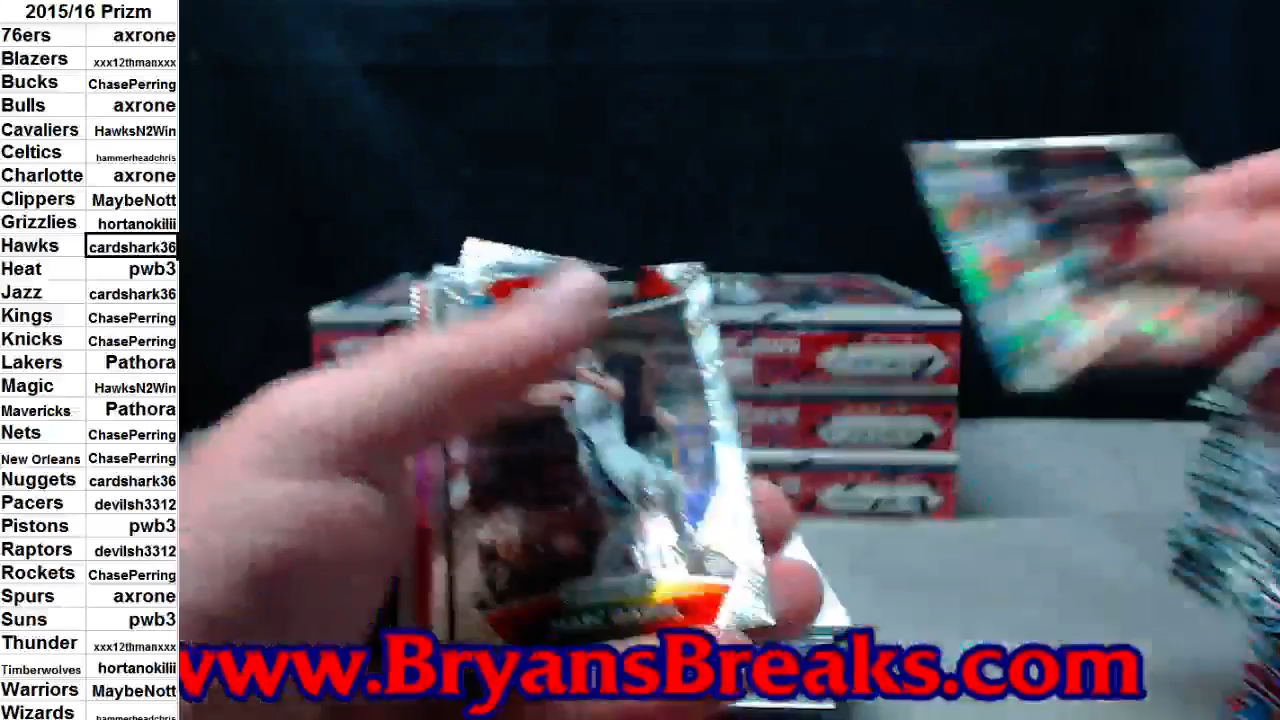 2015/16 Prizm
76ers axrone
Blazers xxx12thmanxxx
Bucks ChasePerring
Bulls axrone
Cavaliers HawksN2Win
Celtics hammerheadchris
Charlotte axrone
Clippers MaybeNott
Grizzlies hortanokilii
Hawks cardshark36
Heat pwb3
Jazz cardshark36
Kings ChasePerring
Knicks ChasePerring
Lakers Pathora
Magic HawksN2Win
Mavericks Pathora
Nets ChasePerring
New Orleans ChasePerring
Nuggets cardshark36
Pacers devilsh3312
Pistons pwb3
Raptors devilsh3312
Rockets ChasePerring
Spurs axrone
Suns pwb3
Thunder xxx12thmanxxx
Timberwolves hortanokilii
Warriors MaybeNott
Wizards hammerheadchris
www.BryansBreaks.com